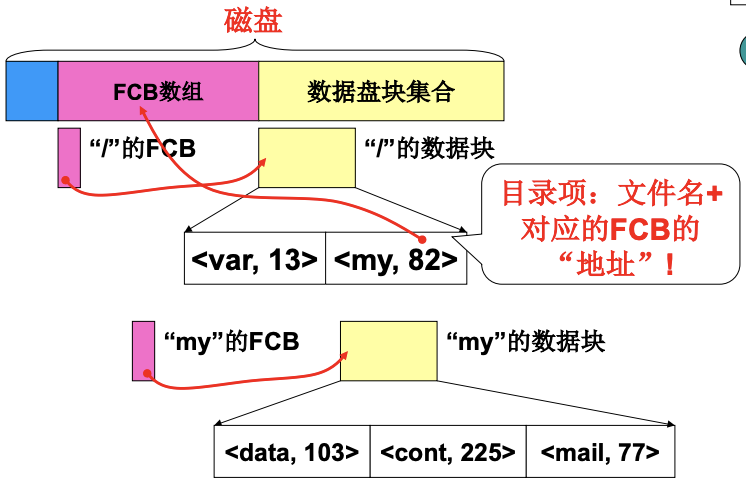 磁盘
FCB数组
数据盘块集合
“/”的FCB
“/”的数据块
目录项：文件名+
对应的FCB的
“地址”！
<var, 13>
<my, 82>
“my”的FCB
“my”的数据块
<data, 103>
<cont, 225>
<mail, 77>